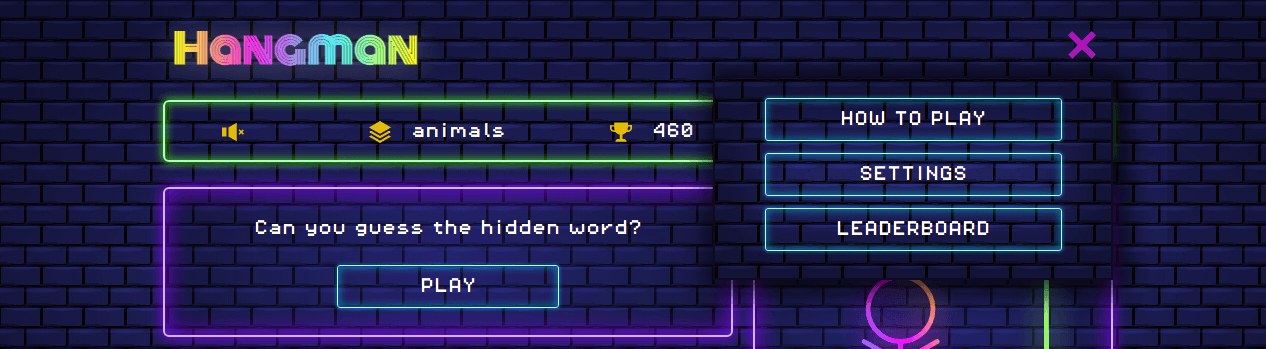 HANGMAN
animals
460
Can you guess the hidden word?
PLAY
HOW TO PLAY
SETTINGS
LEADERBOARD